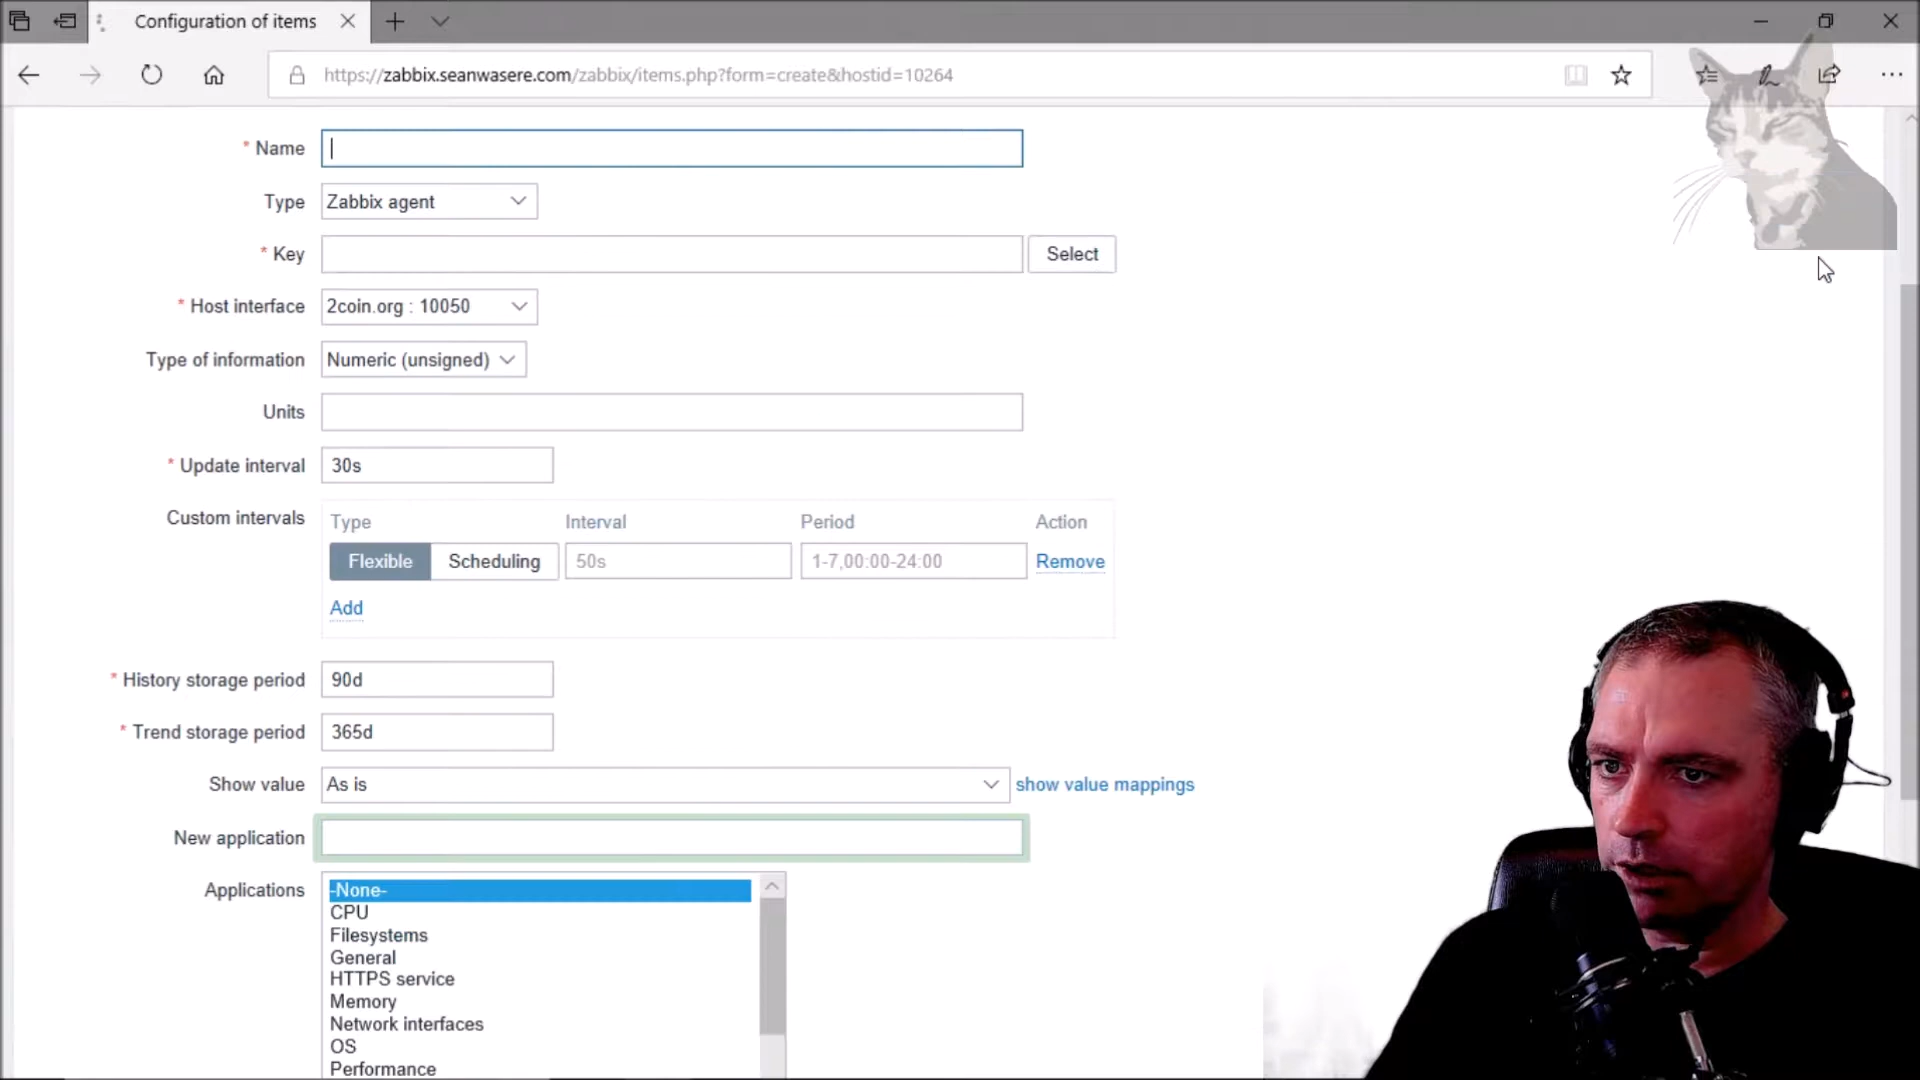 Configuration of items
https://zabbix.seanwasere.com/zabbix/items.php?form=create&hostid=10264
* Name
Type Zabbix agent
* Key Select
* Host interface 2coin.org : 10050
Type of information Numeric (unsigned)
Units
* Update interval 30s
Custom intervals Type Interval Period Action
Flexible Scheduling 50s 1-7,00:00-24:00 Remove
Add
* History storage period 90d
* Trend storage period 365d
Show value As is show value mappings
New application
Applications -None-
CPU
Filesystems
General
HTTPS service
Memory
Network interfaces
OS
Performance